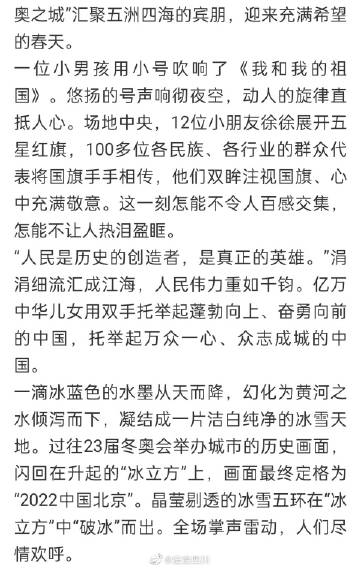 奥之城”汇聚五洲四海的宾朋，迎来充满希望
的春天。
一位小男孩用小号吹响了《我和我的祖
国》。悠扬的号声响彻夜空，动人的旋律直
抵人心。场地中央，12位小朋友徐徐展开五
星红旗，100多位各民族、各行业的群众代
表将国旗手手相传，他们双眸注视国旗、心
中充满敬意。这一刻怎能不令人百感交集，
怎能不让人热泪盈眶。
“人民是历史的创造者，是真正的英雄。”涓
涓细流汇成江海，人民伟力重如千钧。亿万
中华儿女用双手托举起蓬勃向上、奋勇向前
的中国，托举起万众一心、众志成城的中
国。
一滴冰蓝色的水墨从天而降，幻化为黄河之
水倾泻而下，凝结成一片洁白纯净的冰雪天
地。过往23届冬奥会举办城市的历史画面，
闪回在升起的“冰立方”上，画面最终定格为
“2022中国北京”。晶莹剔透的冰雪五环在“冰
立方”中“破冰”而出。全场掌声雷动，人们尽
情欢呼。